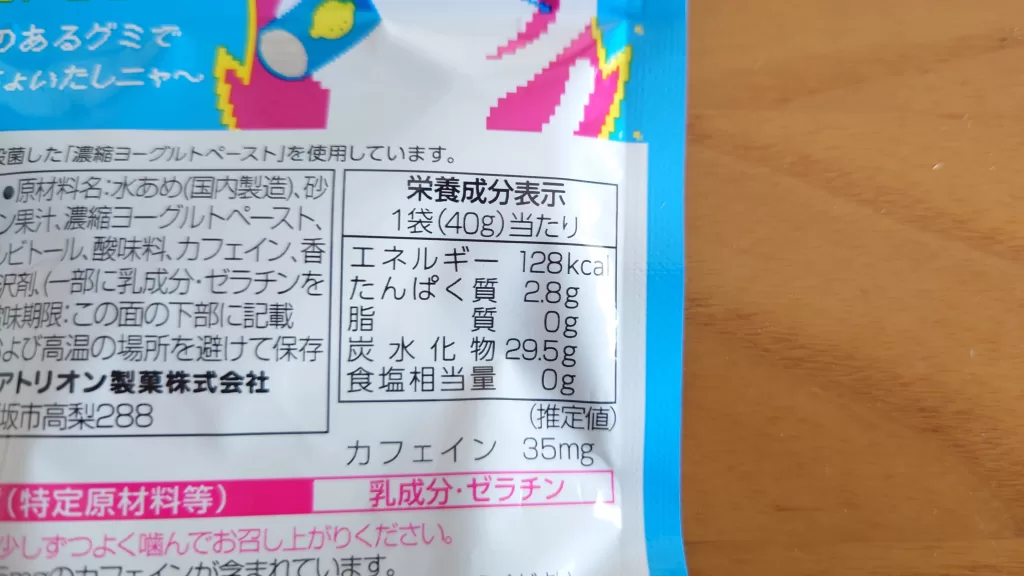 のあるグミで
ょいたしニャ〜
菌した「濃縮ヨーグルトペースト」を使用しています。
●原材料名:水あめ(国内製造)、砂
ン果汁、濃縮ヨーグルトペースト、
ルビトール、酸味料、カフェイン、香
沢剤、(一部に乳成分・ゼラチンを
味期限:この面の下部に記載
および高温の場所を避けて保存
アトリオン製菓株式会社
坂市高梨288
栄養成分表示
1袋(40g)当たり
エネルギー 128kcal
たんぱく質 2.8g
脂質 0g
炭水化物 29.5g
食塩相当量 0g
(推定値)
カフェイン 35mg
(特定原材料等) 乳成分・ゼラチン
少しずつよく噛んでお召し上がりください。
mgのカフェインが含まれています。